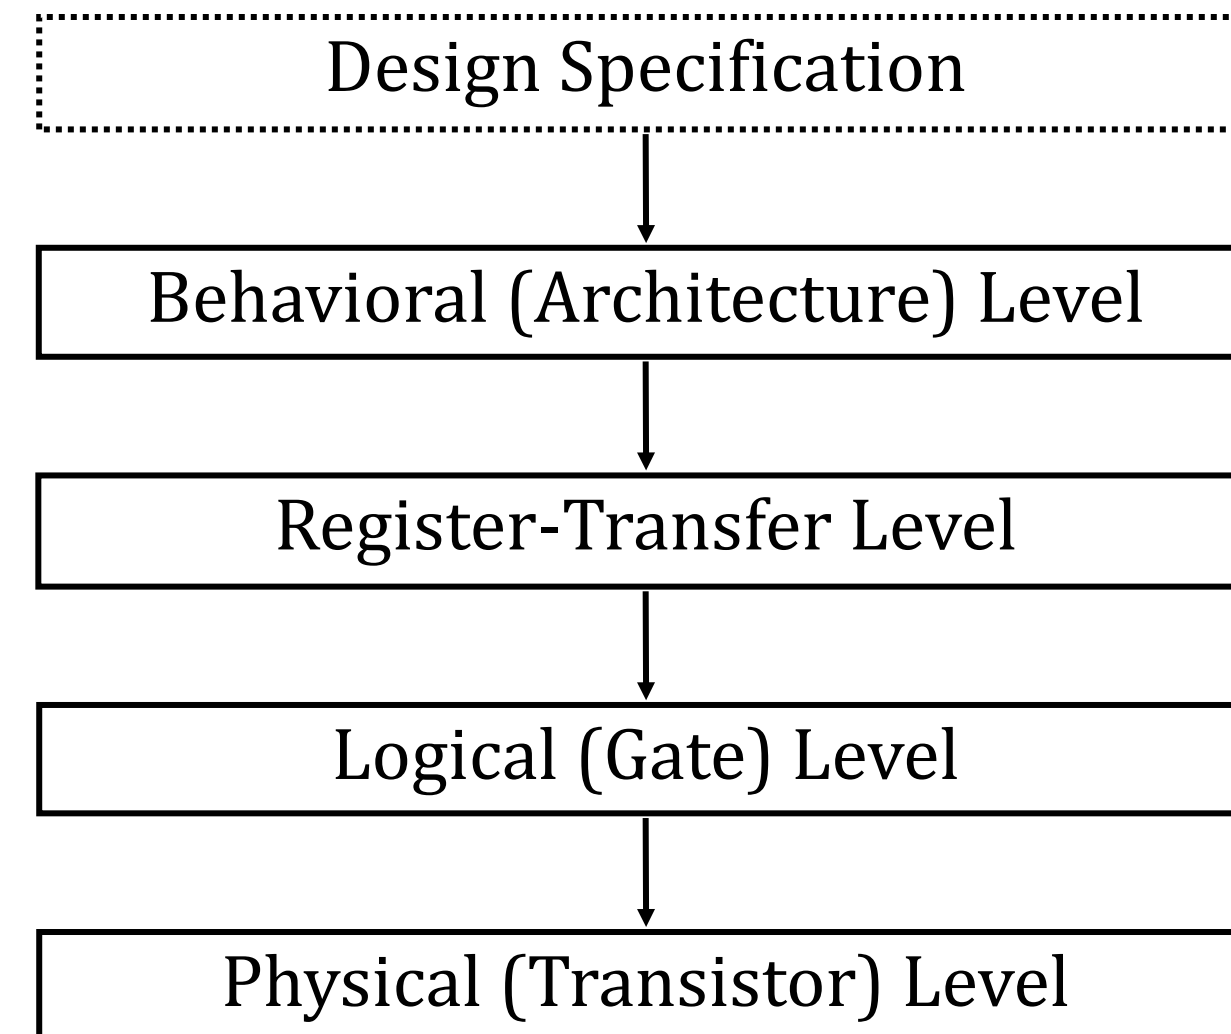 Design Specification
Behavioral (Architecture) Level
Register-Transfer Level
Logical (Gate) Level
Physical (Transistor) Level